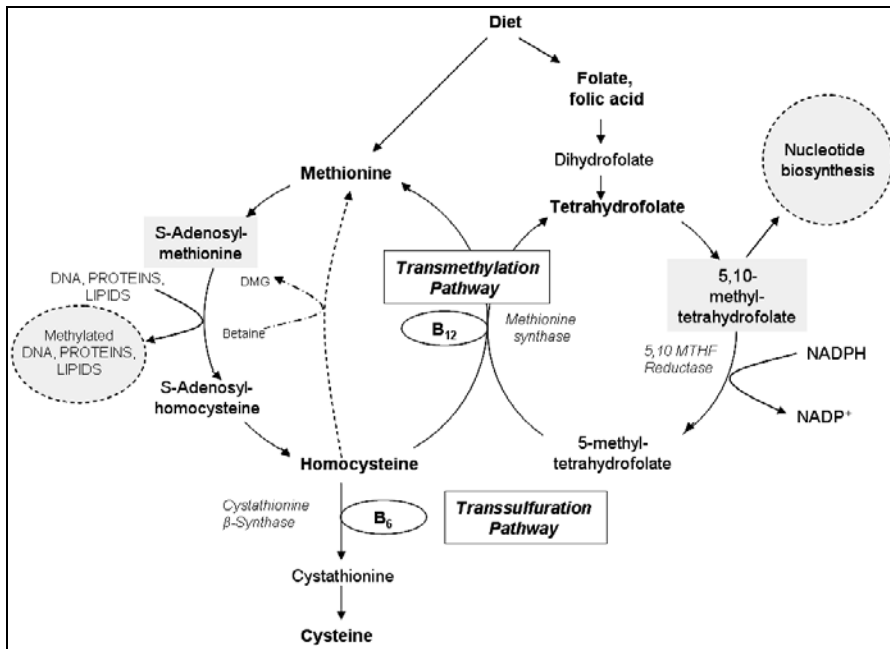 Diet
Folate,
folic acid
Dihydrofolate
Nucleotide
biosynthesis
Methionine
Tetrahydrofolate
S-Adenosyl-
methionine
Transmethylation
Pathway
5,10-
methyl-
tetrahydrofolate
DNA, PROTEINS,
LIPIDS
DMG
Betaine
B12
Methionine
synthase
Methylated
DNA, PROTEINS,
LIPIDS
5,10 MTHF
Reductase
NADPH
NADP+
S-Adenosyl-
homocysteine
5-methyl-
tetrahydrofolate
Homocysteine
Cystathionine
β-Synthase
B6
Transsulfuration
Pathway
Cystathionine
Cysteine